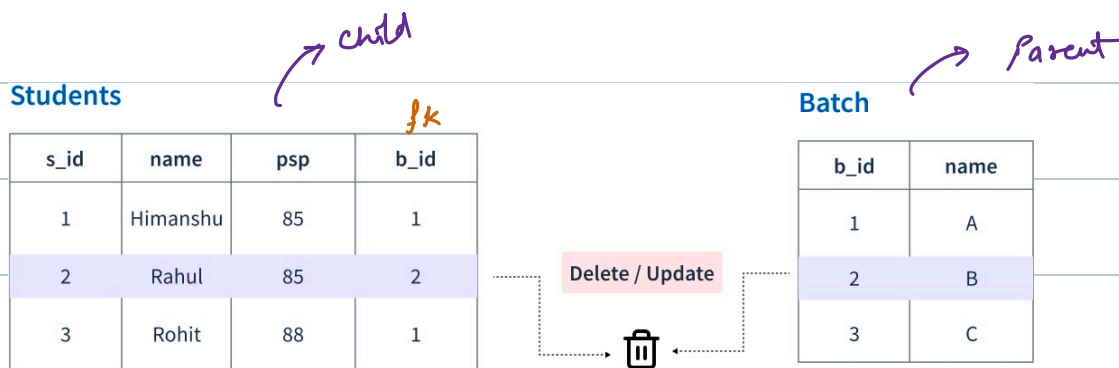 child
Parent
Students
Batch
fk
s_id name psp b_id
1 Himanshu 85 1
2 Rahul 85 2
3 Rohit 88 1
Delete / Update
b_id name
1 A
2 B
3 C